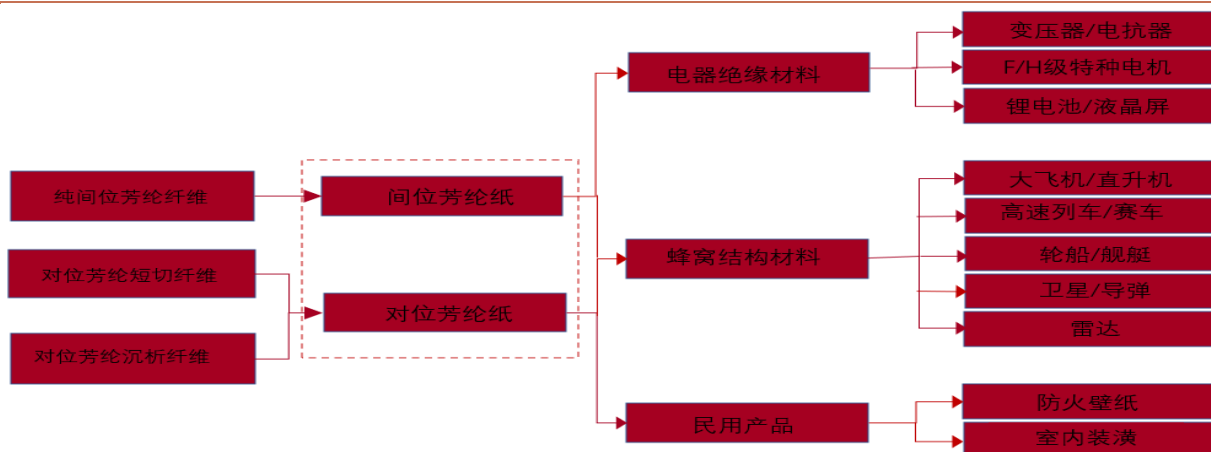 纯间位芳纶纤维
对位芳纶短切纤维
对位芳纶沉析纤维
间位芳纶纸
对位芳纶纸
电器绝缘材料
蜂窝结构材料
民用产品
变压器/电抗器
F/H级特种电机
锂电池/液晶屏
大飞机/直升机
高速列车/赛车
轮船/舰艇
卫星/导弹
雷达
防火壁纸
室内装潢